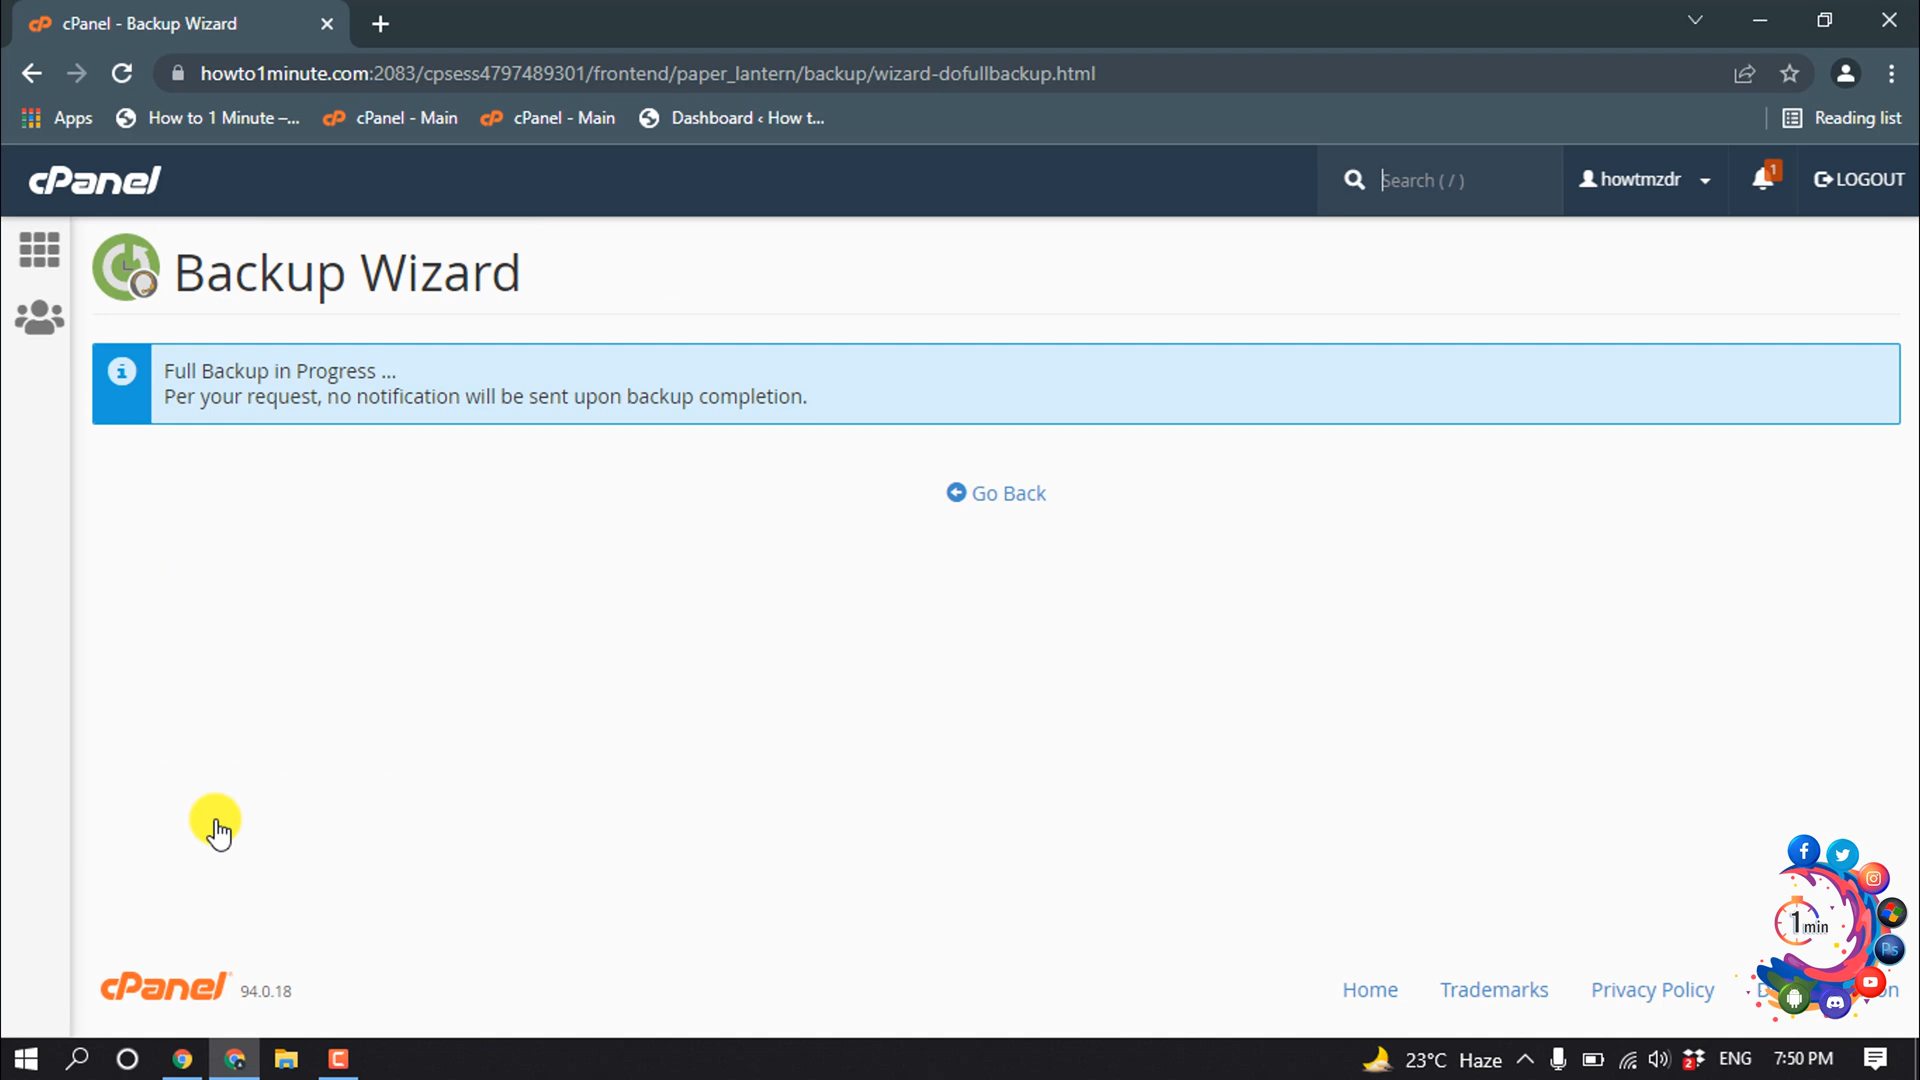 cPanel - Backup Wizard
howto1minute.com:2083/cpsess4797489301/frontend/paper_lantern/backup/wizard-dofullbackup.html
Apps How to 1 Minute –... cPanel - Main cPanel - Main Dashboard ‹ How t... Reading list
cPanel Search ( / ) howtmzdr 1 LOGOUT
Backup Wizard
Full Backup in Progress ...
Per your request, no notification will be sent upon backup completion.
Go Back
1 min
Ps
cPanel 94.0.18 Home Trademarks Privacy Policy
23°C Haze 2 ENG 7:50 PM